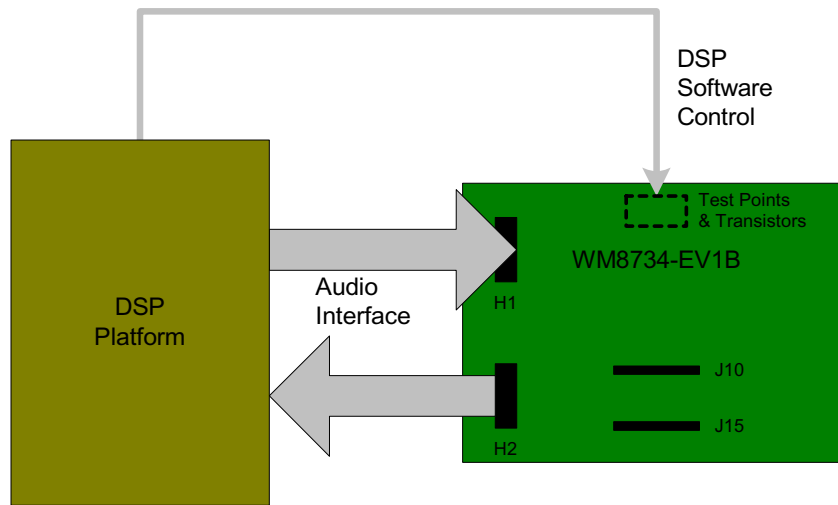 DSP
Software
Control
Test Points
& Transistors
WM8734-EV1B
DSP
Platform
Audio
Interface
H1
H2
J10
J15